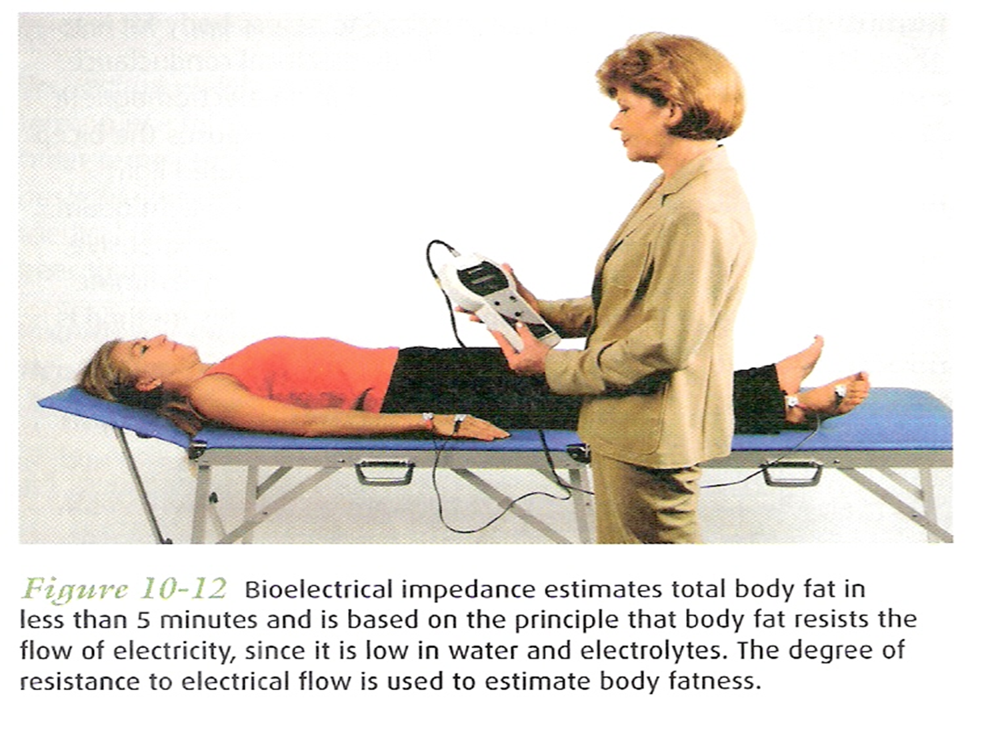 Figure 10-12 Bioelectrical impedance estimates total body fat in
less than 5 minutes and is based on the principle that body fat resists the
flow of electricity, since it is low in water and electrolytes. The degree of
resistance to electrical flow is used to estimate body fatness.